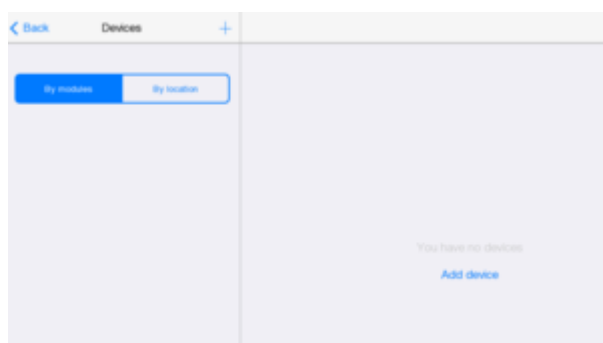 Back Devices +
By modules By location
You have no devices
Add device